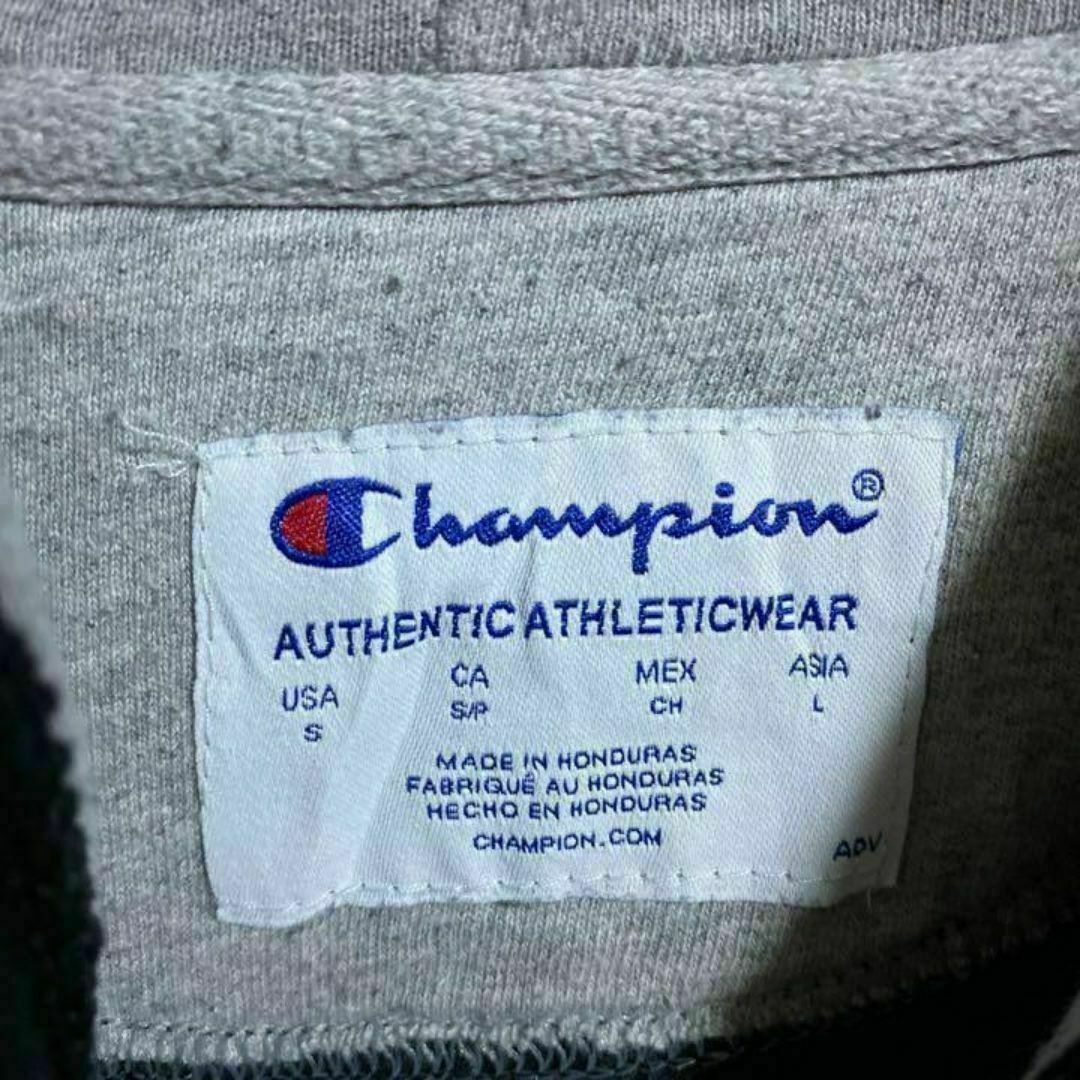 Champion®
AUTHENTIC ATHLETICWEAR
USA CA MEX ASIA
S S/P CH L
MADE IN HONDURAS
FABRIQUÉ AU HONDURAS
HECHO EN HONDURAS
CHAMPION.COM
ADV